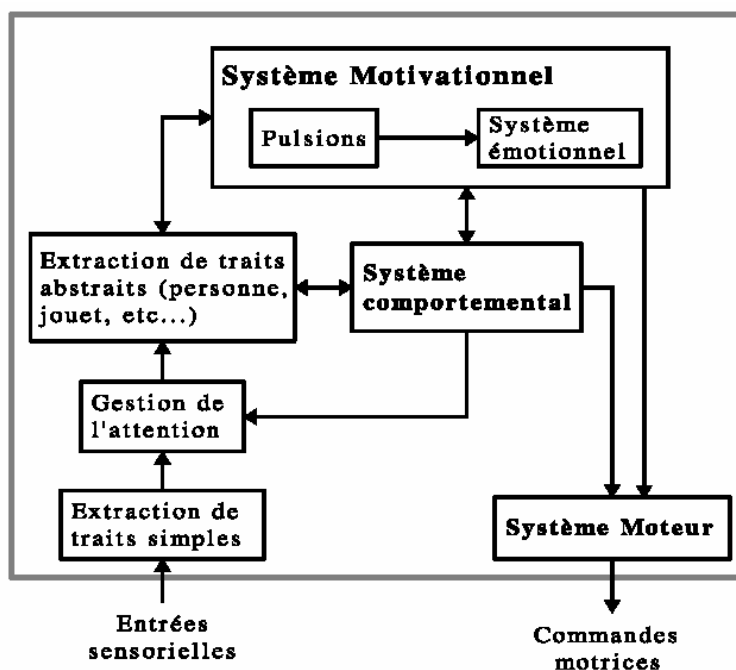 Système Motivationnel
Pulsions
Système
émotionnel
Extraction de traits
abstraits (personne,
jouet, etc...)
Système
comportemental
Gestion de
l'attention
Extraction de
traits simples
Système Moteur
Entrées
sensorielles
Commandes
motrices